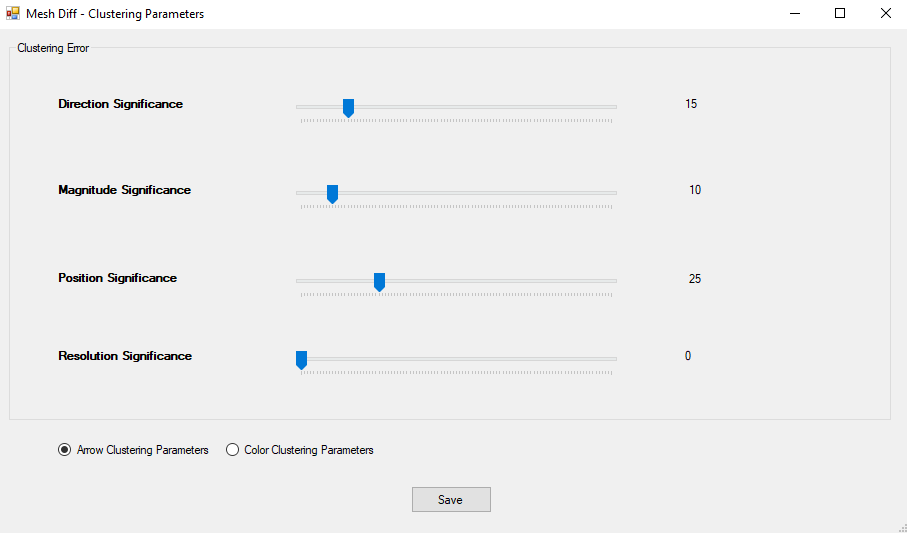 Mesh Diff - Clustering Parameters
Clustering Error
Direction Significance 15
Magnitude Significance 10
Position Significance 25
Resolution Significance 0
Arrow Clustering Parameters Color Clustering Parameters
Save